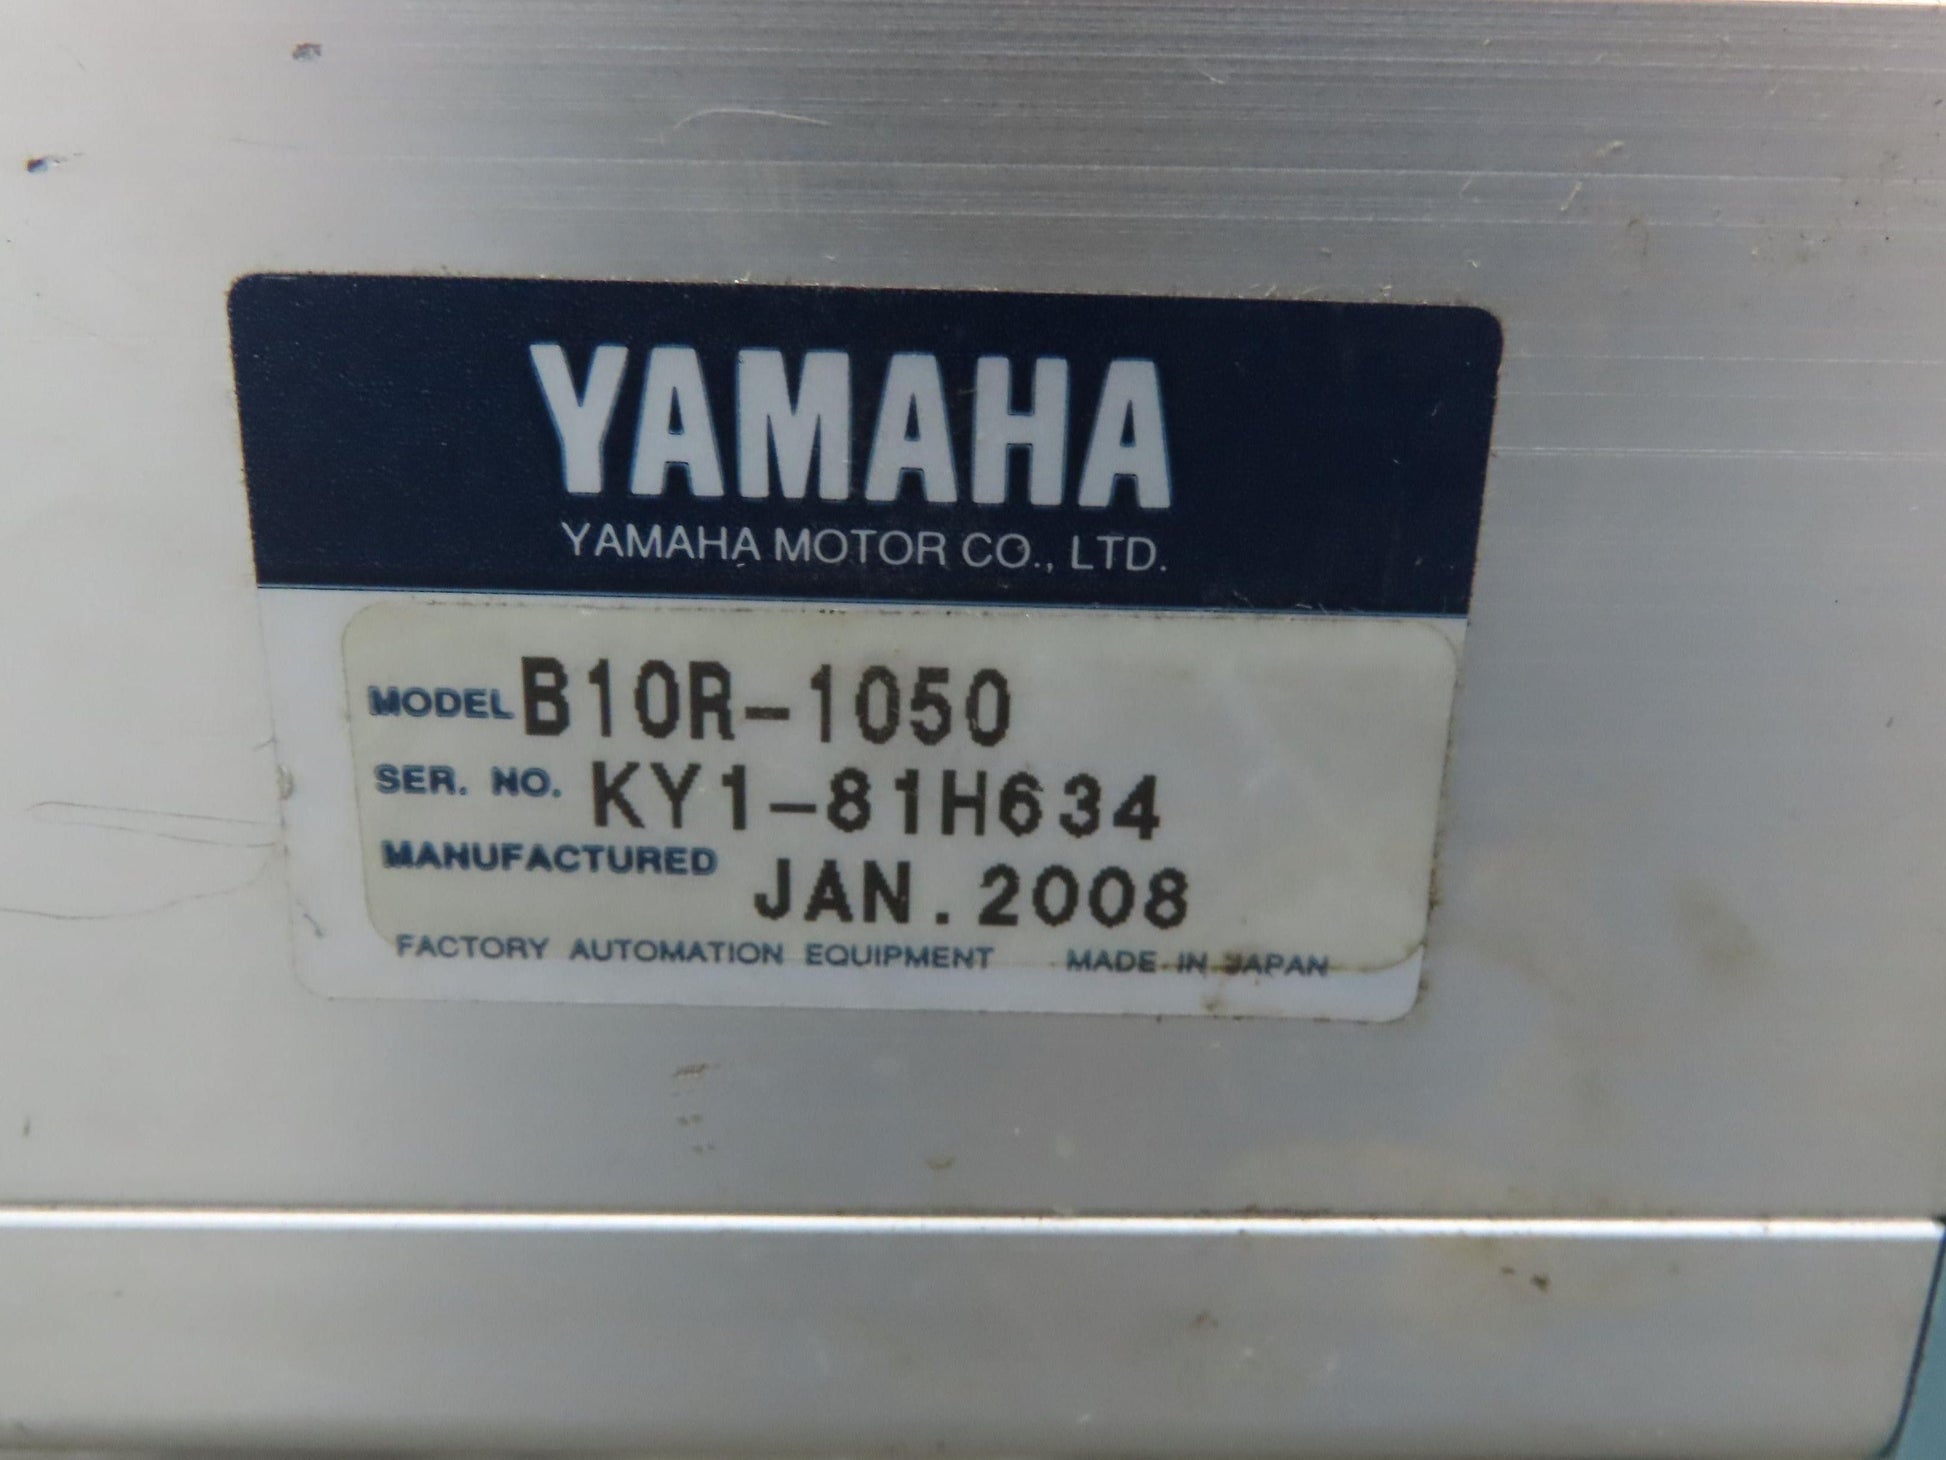 YAMAHA
YAMAHA MOTOR CO., LTD.
MODEL B10R-1050
SER. NO. KY1-81H634
MANUFACTURED JAN. 2008
FACTORY AUTOMATION EQUIPMENT MADE IN JAPAN